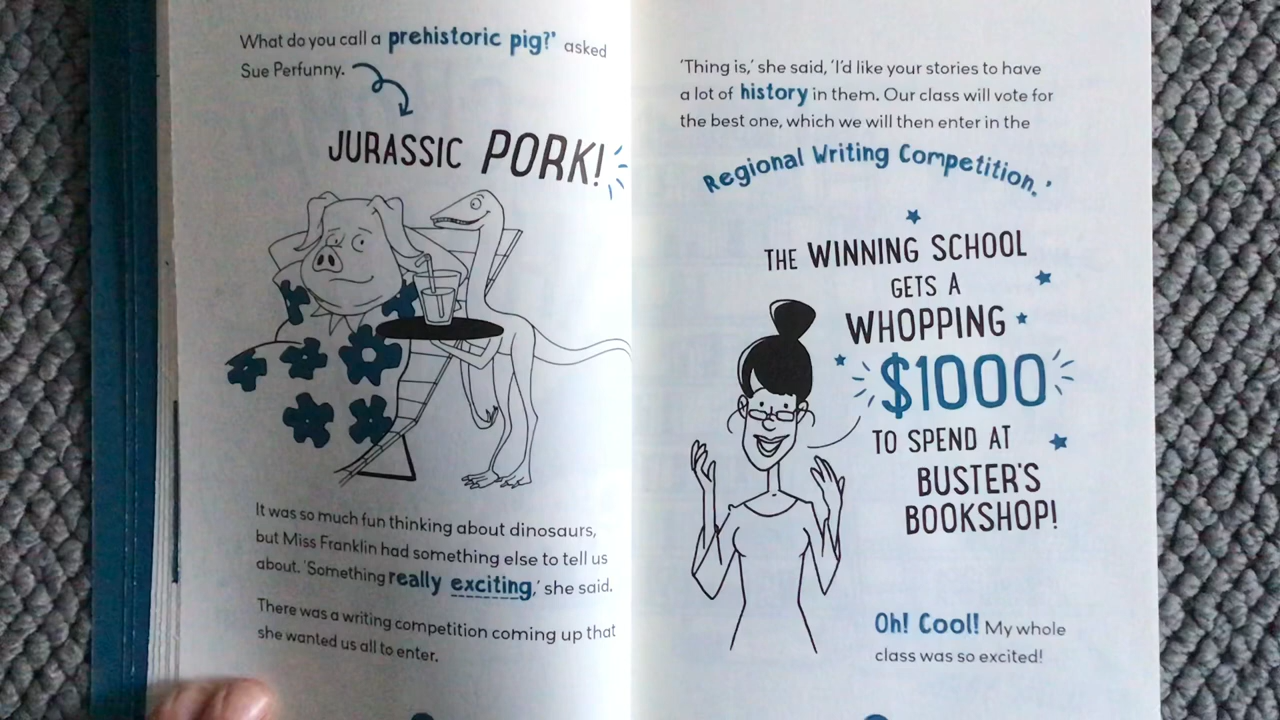 What do you call a prehistoric pig?' asked
Sue Perfunny.
JURASSIC PORK!
It was so much fun thinking about dinosaurs,
but Miss Franklin had something else to tell us
about. 'Something really exciting,' she said.
There was a writing competition coming up that
she wanted us all to enter.
'Thing is,' she said, 'I'd like your stories to have
a lot of history in them. Our class will vote for
the best one, which we will then enter in the
Regional Writing Competition.'
THE WINNING SCHOOL
GETS A
WHOPPING
$1000
TO SPEND AT
BUSTER'S
BOOKSHOP!
Oh! Cool! My whole
class was so excited!